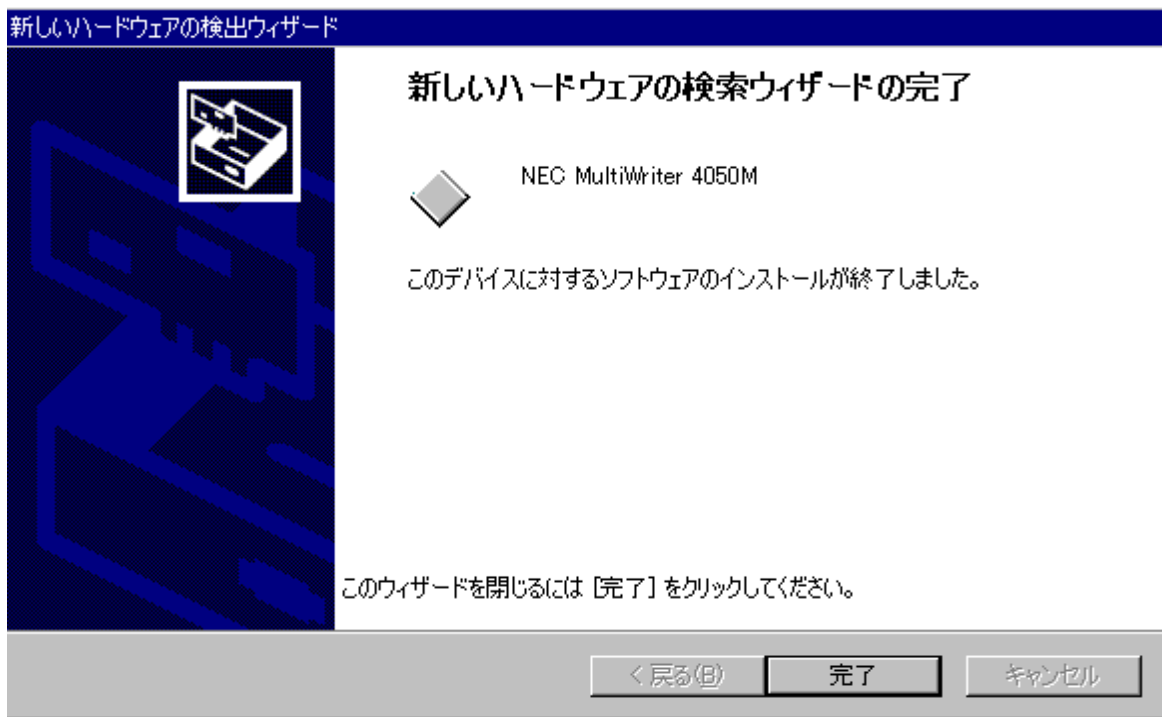 新しいハードウェアの検出ウィザード
新しいハードウェアの検索ウィザードの完了
NEC MultiWriter 4050M
このデバイスに対するソフトウェアのインストールが終了しました。
このウィザードを閉じるには [完了] をクリックしてください。
< 戻る(B)
完了
キャンセル